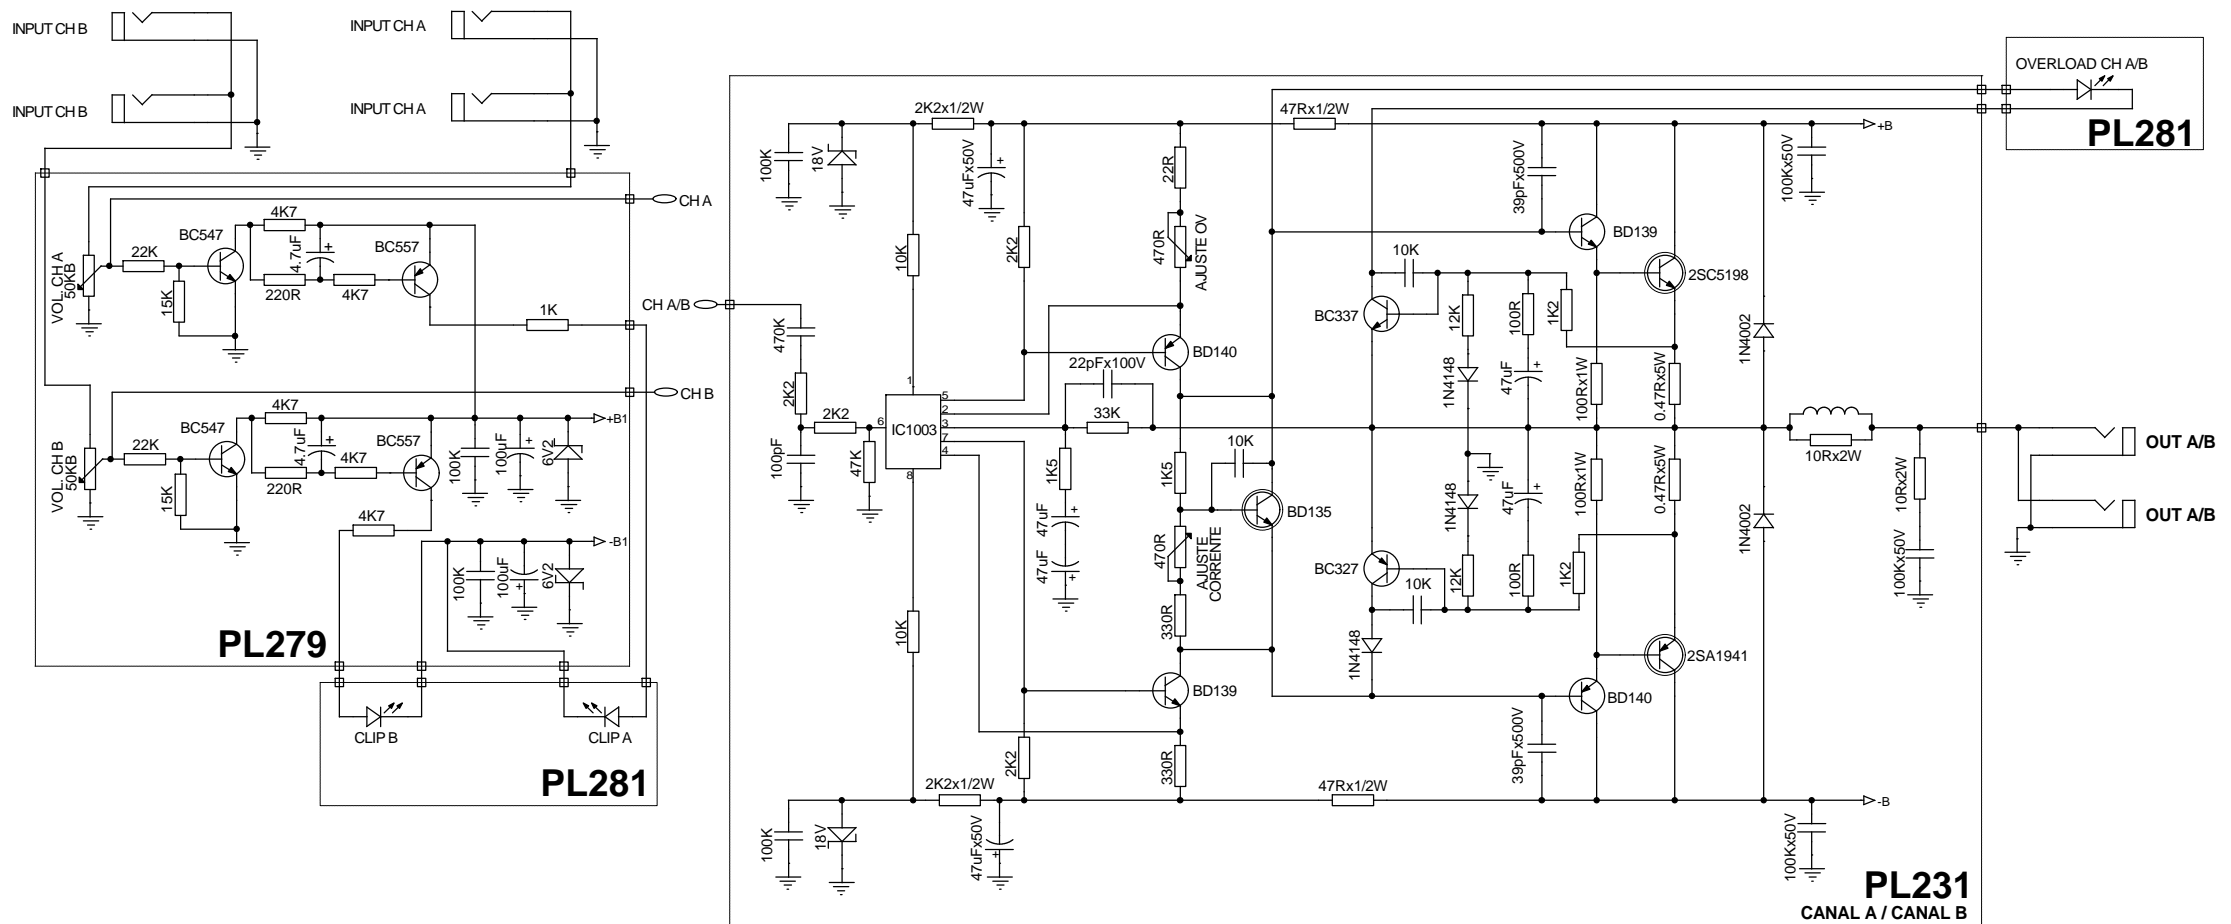 INPUT CH B
INPUT CH A
INPUT CH B
INPUT CH A
CH A
4K7
BC547
4.7uF
+
BC557
22K
VOL. CH A
50KB
15K
220R
4K7
1K
CH B
4K7
BC547
4.7uF
+
BC557
22K
VOL. CH B
50KB
15K
220R
4K7
100K
100uF
+
6V2
+B1
4K7
-B1
100K
100uF
+
6V2
PL279
CLIP B
CLIP A
PL281
OVERLOAD CH A/B
PL281
2K2x1/2W
47Rx1/2W
+B
100K
18V
47uFx50V
+
22R
39pFx500V
100Kx50V
10K
2K2
470R
AJUSTE OV
10K
BD139
2SC5198
CH A/B
470K
BC337
12K
100R
1K2
1N4002
BD140
22pFx100V
2K2
1
1N4148
47uF
+
100Rx1W
0.47Rx5W
2K2
6
IC1003
5
2
3
7
4
8
33K
100pF
47K
1K5
1K5
10K
10Rx2W
OUT A/B
BD135
1N4148
47uF
+
100Rx1W
0.47Rx5W
1N4002
10Rx2W
OUT A/B
47uF
+
47uF
+
470R
AJUSTE
CORRENTE
BC327
10K
12K
100R
1K2
100Kx50V
10K
330R
1N4148
2SA1941
BD139
BD140
2K2
330R
39pFx500V
2K2x1/2W
47Rx1/2W
-B
100K
18V
47uFx50V
+
100Kx50V
PL231
CANAL A / CANAL B